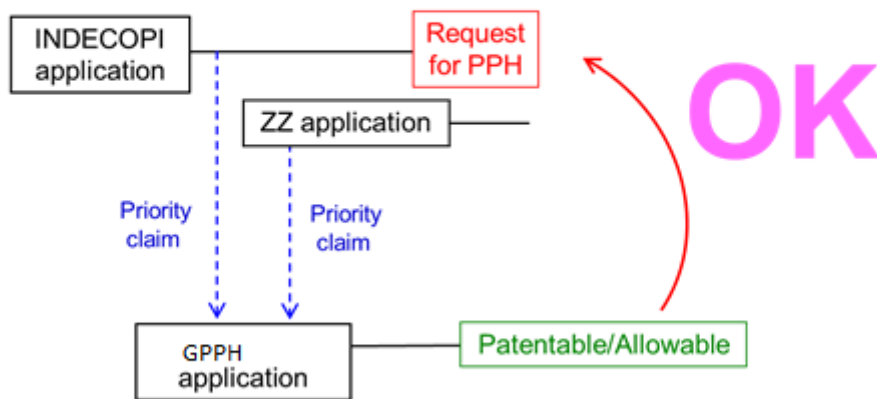 INDECOPI
application
Request
for PPH
OK
ZZ application
Priority
claim
Priority
claim
GPPH
application
Patentable/Allowable